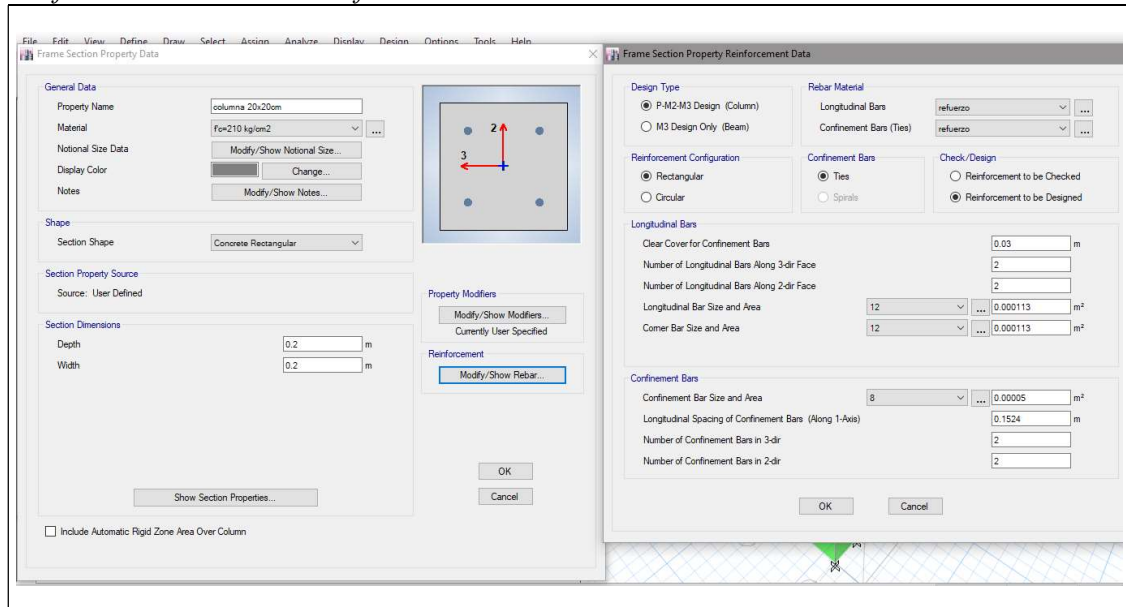 File Edit View Define Draw Select Assign Analyze Display Design Options Tools Help
Frame Section Property Data
General Data
Property Name columna 20x20cm
Material f'c=210 kg/cm2 ...
Notional Size Data Modify/Show Notional Size...
Display Color Change...
Notes Modify/Show Notes...
Shape
Section Shape Concrete Rectangular
Section Property Source
Source: User Defined
Section Dimensions
Depth 0.2 m
Width 0.2 m
Show Section Properties...
Include Automatic Rigid Zone Area Over Column
2
3
Property Modifiers
Modify/Show Modifiers...
Currently User Specified
Reinforcement
Modify/Show Rebar...
OK
Cancel
Frame Section Property Reinforcement Data
Design Type
P-M2-M3 Design (Column)
M3 Design Only (Beam)
Rebar Material
Longitudinal Bars refuerzo ...
Confinement Bars (Ties) refuerzo ...
Reinforcement Configuration
Rectangular
Circular
Confinement Bars
Ties
Spirals
Check/Design
Reinforcement to be Checked
Reinforcement to be Designed
Longitudinal Bars
Clear Cover for Confinement Bars 0.03 m
Number of Longitudinal Bars Along 3-dir Face 2
Number of Longitudinal Bars Along 2-dir Face 2
Longitudinal Bar Size and Area 12 ... 0.000113 m²
Corner Bar Size and Area 12 ... 0.000113 m²
Confinement Bars
Confinement Bar Size and Area 8 ... 0.00005 m²
Longitudinal Spacing of Confinement Bars (Along 1-Axis) 0.1524 m
Number of Confinement Bars in 3-dir 2
Number of Confinement Bars in 2-dir 2
OK Cancel